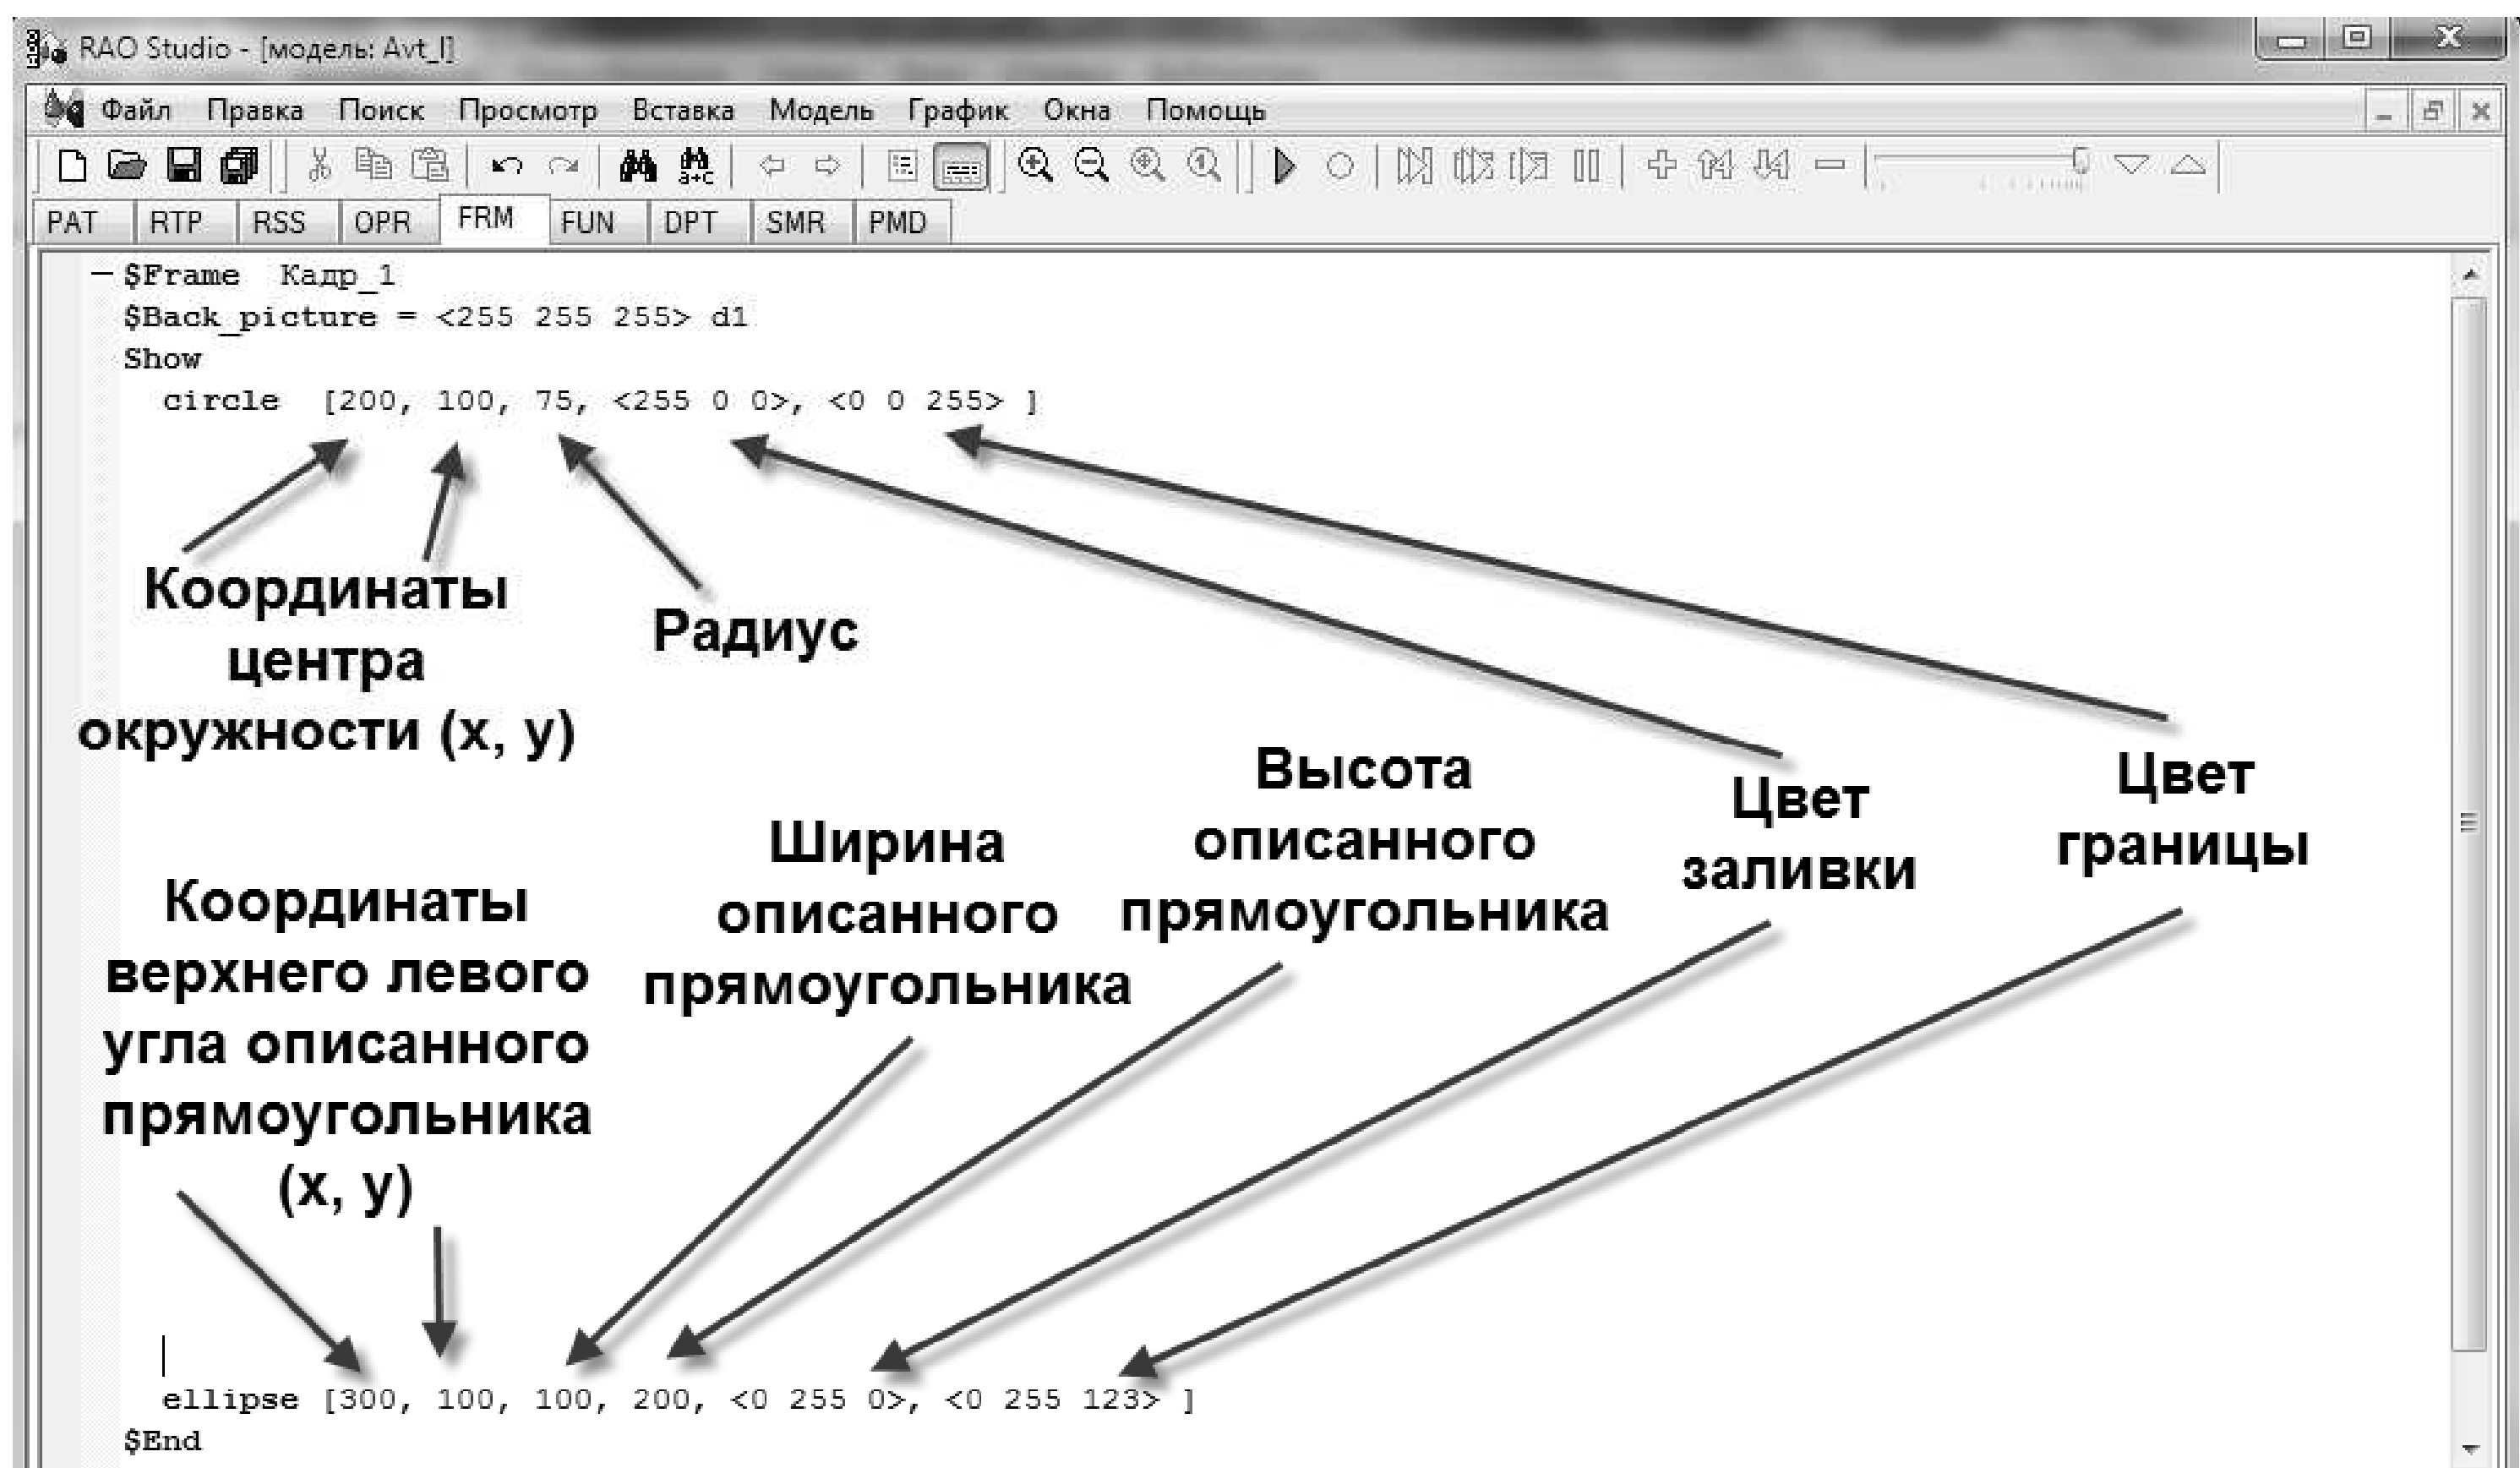 RAO Studio - [модель: Avt_l]
Файл Правка Поиск Просмотр Вставка Модель График Окна Помощь
PAT RTP RSS OPR FRM FUN DPT SMR PMD
$Frame Кадр_1
$Back_picture = <255 255 255> d1
Show
circle [200, 100, 75, <255 0 0>, <0 0 255> ]
Координаты
центра
окружности (x, y)
Радиус
Координаты
верхнего левого
угла описанного
прямоугольника
(x, y)
Ширина
описанного
прямоугольника
Высота
описанного
прямоугольника
Цвет
заливки
Цвет
границы
ellipse [300, 100, 100, 200, <0 255 0>, <0 255 123> ]
$End